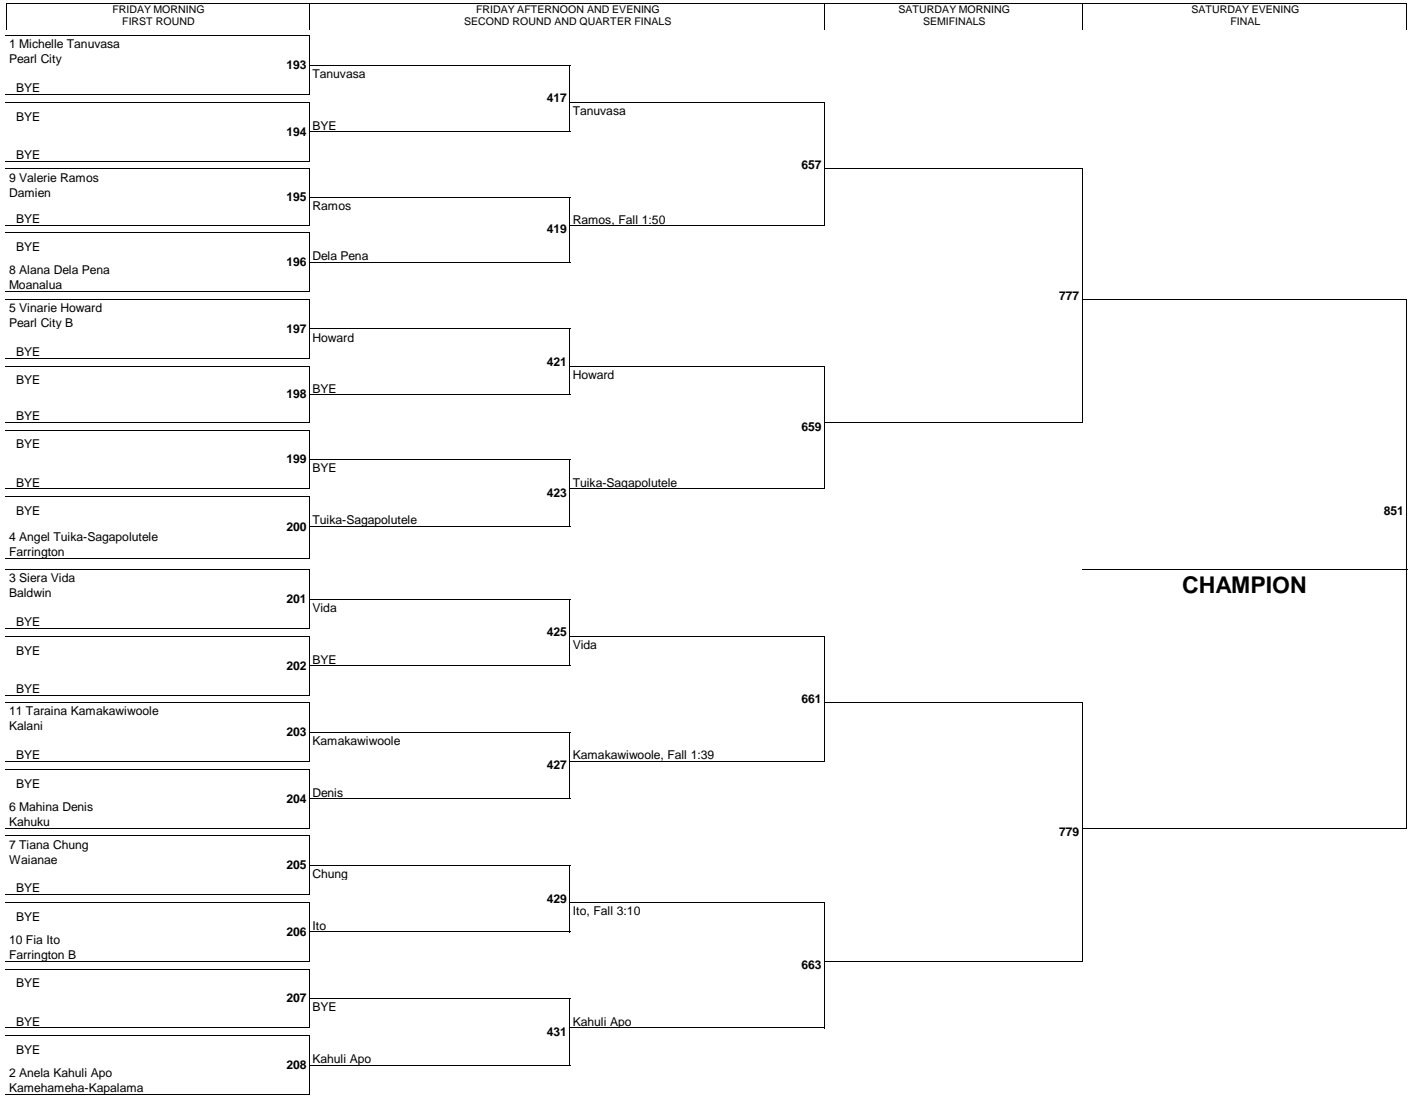 FRIDAY MORNING
FIRST ROUND
FRIDAY AFTERNOON AND EVENING
SECOND ROUND AND QUARTER FINALS
SATURDAY MORNING
SEMIFINALS
SATURDAY EVENING
FINAL
1 Michelle Tanuvasa
Pearl City
193
BYE
BYE
194
BYE
9 Valerie Ramos
Damien
195
BYE
BYE
196
8 Alana Dela Pena
Moanalua
5 Vinarie Howard
Pearl City B
197
BYE
BYE
198
BYE
BYE
199
BYE
BYE
200
4 Angel Tuika-Sagapolutele
Farrington
3 Siera Vida
Baldwin
201
BYE
BYE
202
BYE
11 Taraina Kamakawiwoole
Kalani
203
BYE
BYE
204
6 Mahina Denis
Kahuku
7 Tiana Chung
Waianae
205
BYE
BYE
206
10 Fia Ito
Farrington B
BYE
207
BYE
BYE
208
2 Anela Kahuli Apo
Kamehameha-Kapalama
Tanuvasa
417
BYE
Ramos
419
Dela Pena
Howard
421
BYE
BYE
423
Tuika-Sagapolutele
Vida
425
BYE
Kamakawiwoole
427
Denis
Chung
429
Ito
BYE
431
Kahuli Apo
Tanuvasa
657
Ramos, Fall 1:50
Howard
659
Tuika-Sagapolutele
Vida
661
Kamakawiwoole, Fall 1:39
Ito, Fall 3:10
663
Kahuli Apo
777
779
851
CHAMPION